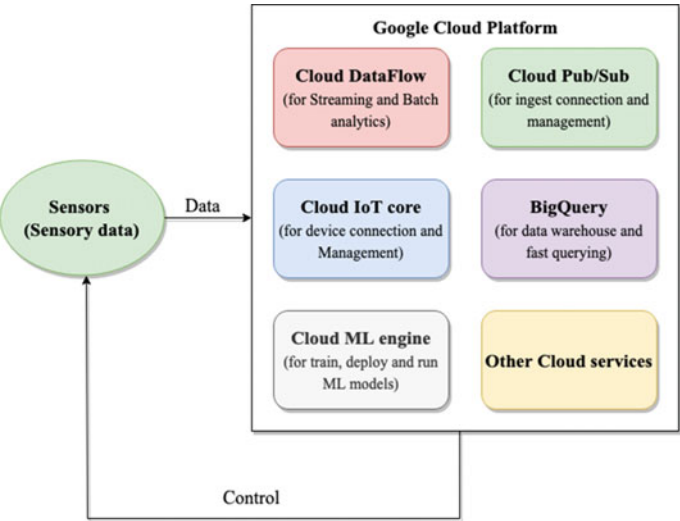 Google Cloud Platform
Cloud DataFlow
(for Streaming and Batch
analytics)
Cloud Pub/Sub
(for ingest connection and
management)
Sensors
(Sensory data)
Data
Cloud IoT core
(for device connection and
Management)
BigQuery
(for data warehouse and
fast querying)
Cloud ML engine
(for train, deploy and run
ML models)
Other Cloud services
Control